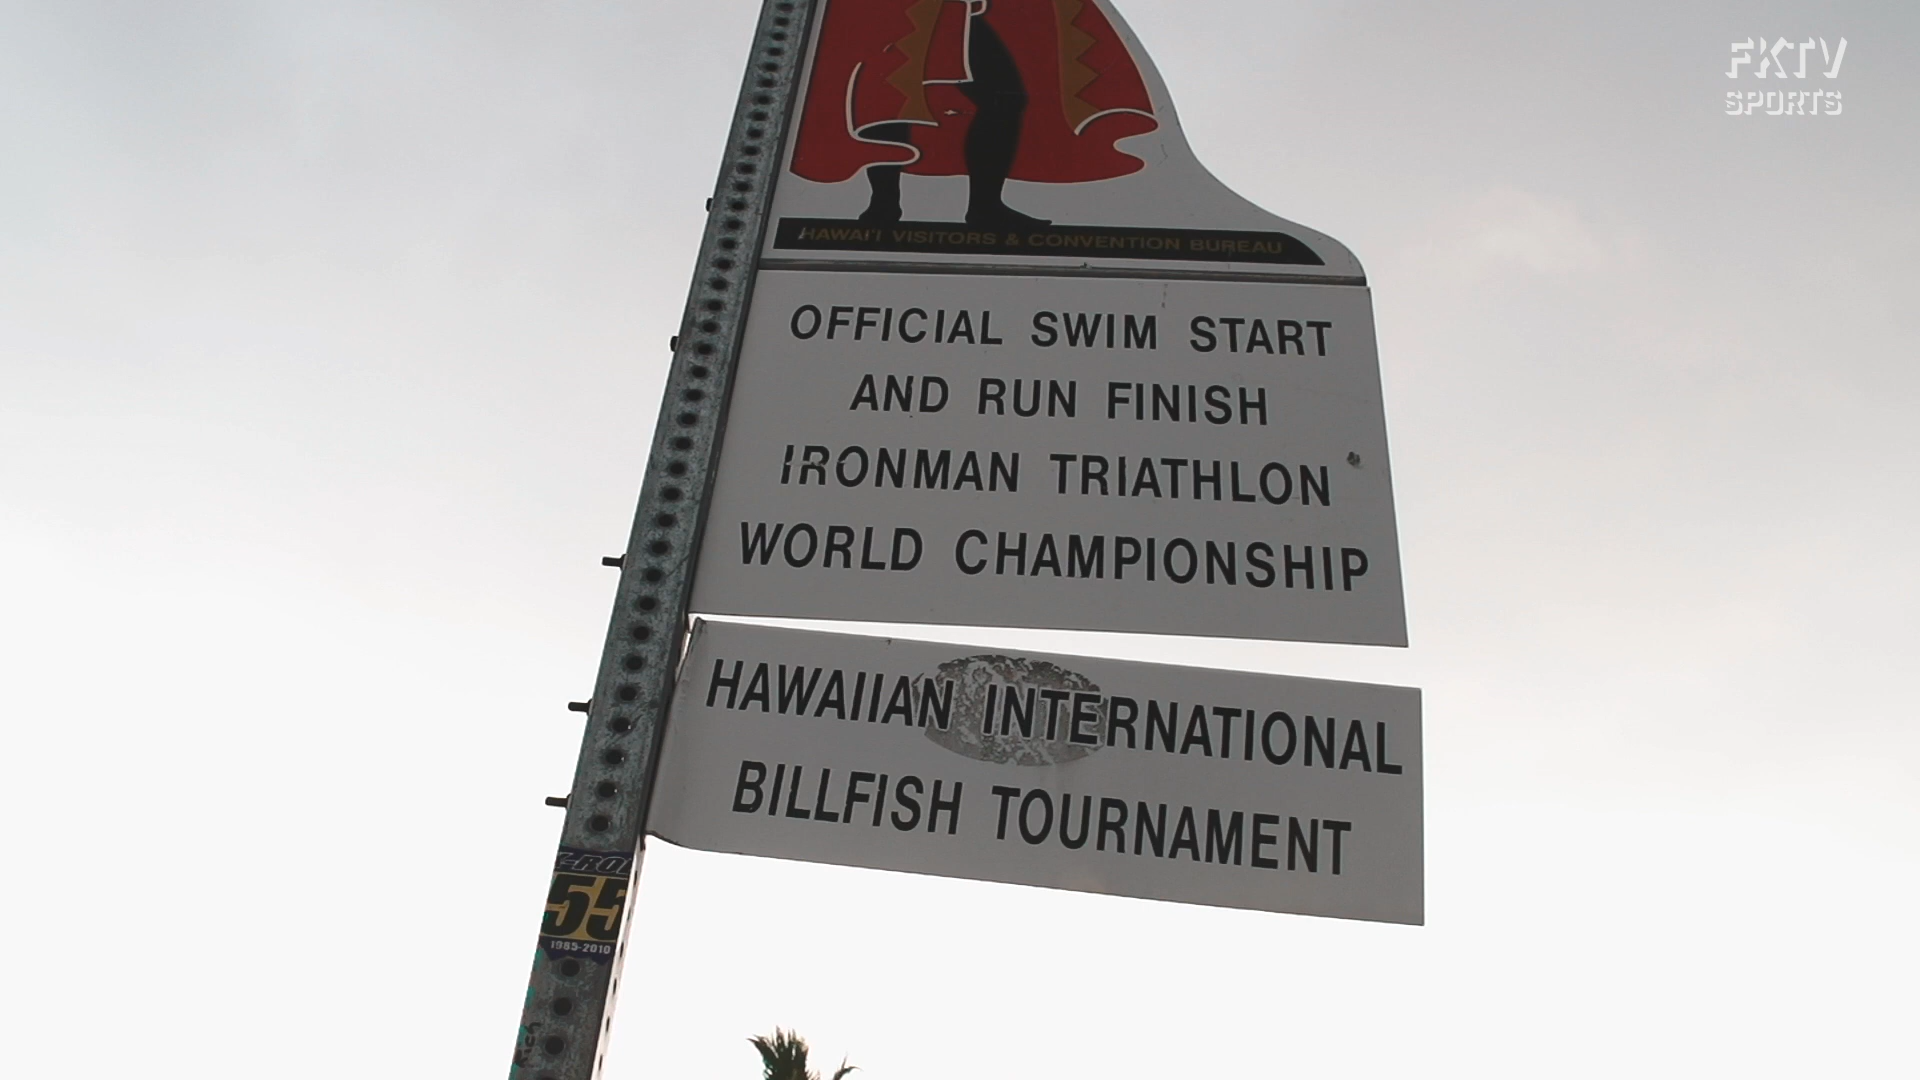 FKTV
SPORTS
HAWAI'I VISITORS & CONVENTION BUREAU
OFFICIAL SWIM START
AND RUN FINISH
IRONMAN TRIATHLON
WORLD CHAMPIONSHIP
HAWAIIAN INTERNATIONAL
BILLFISH TOURNAMENT
55
1985-2010